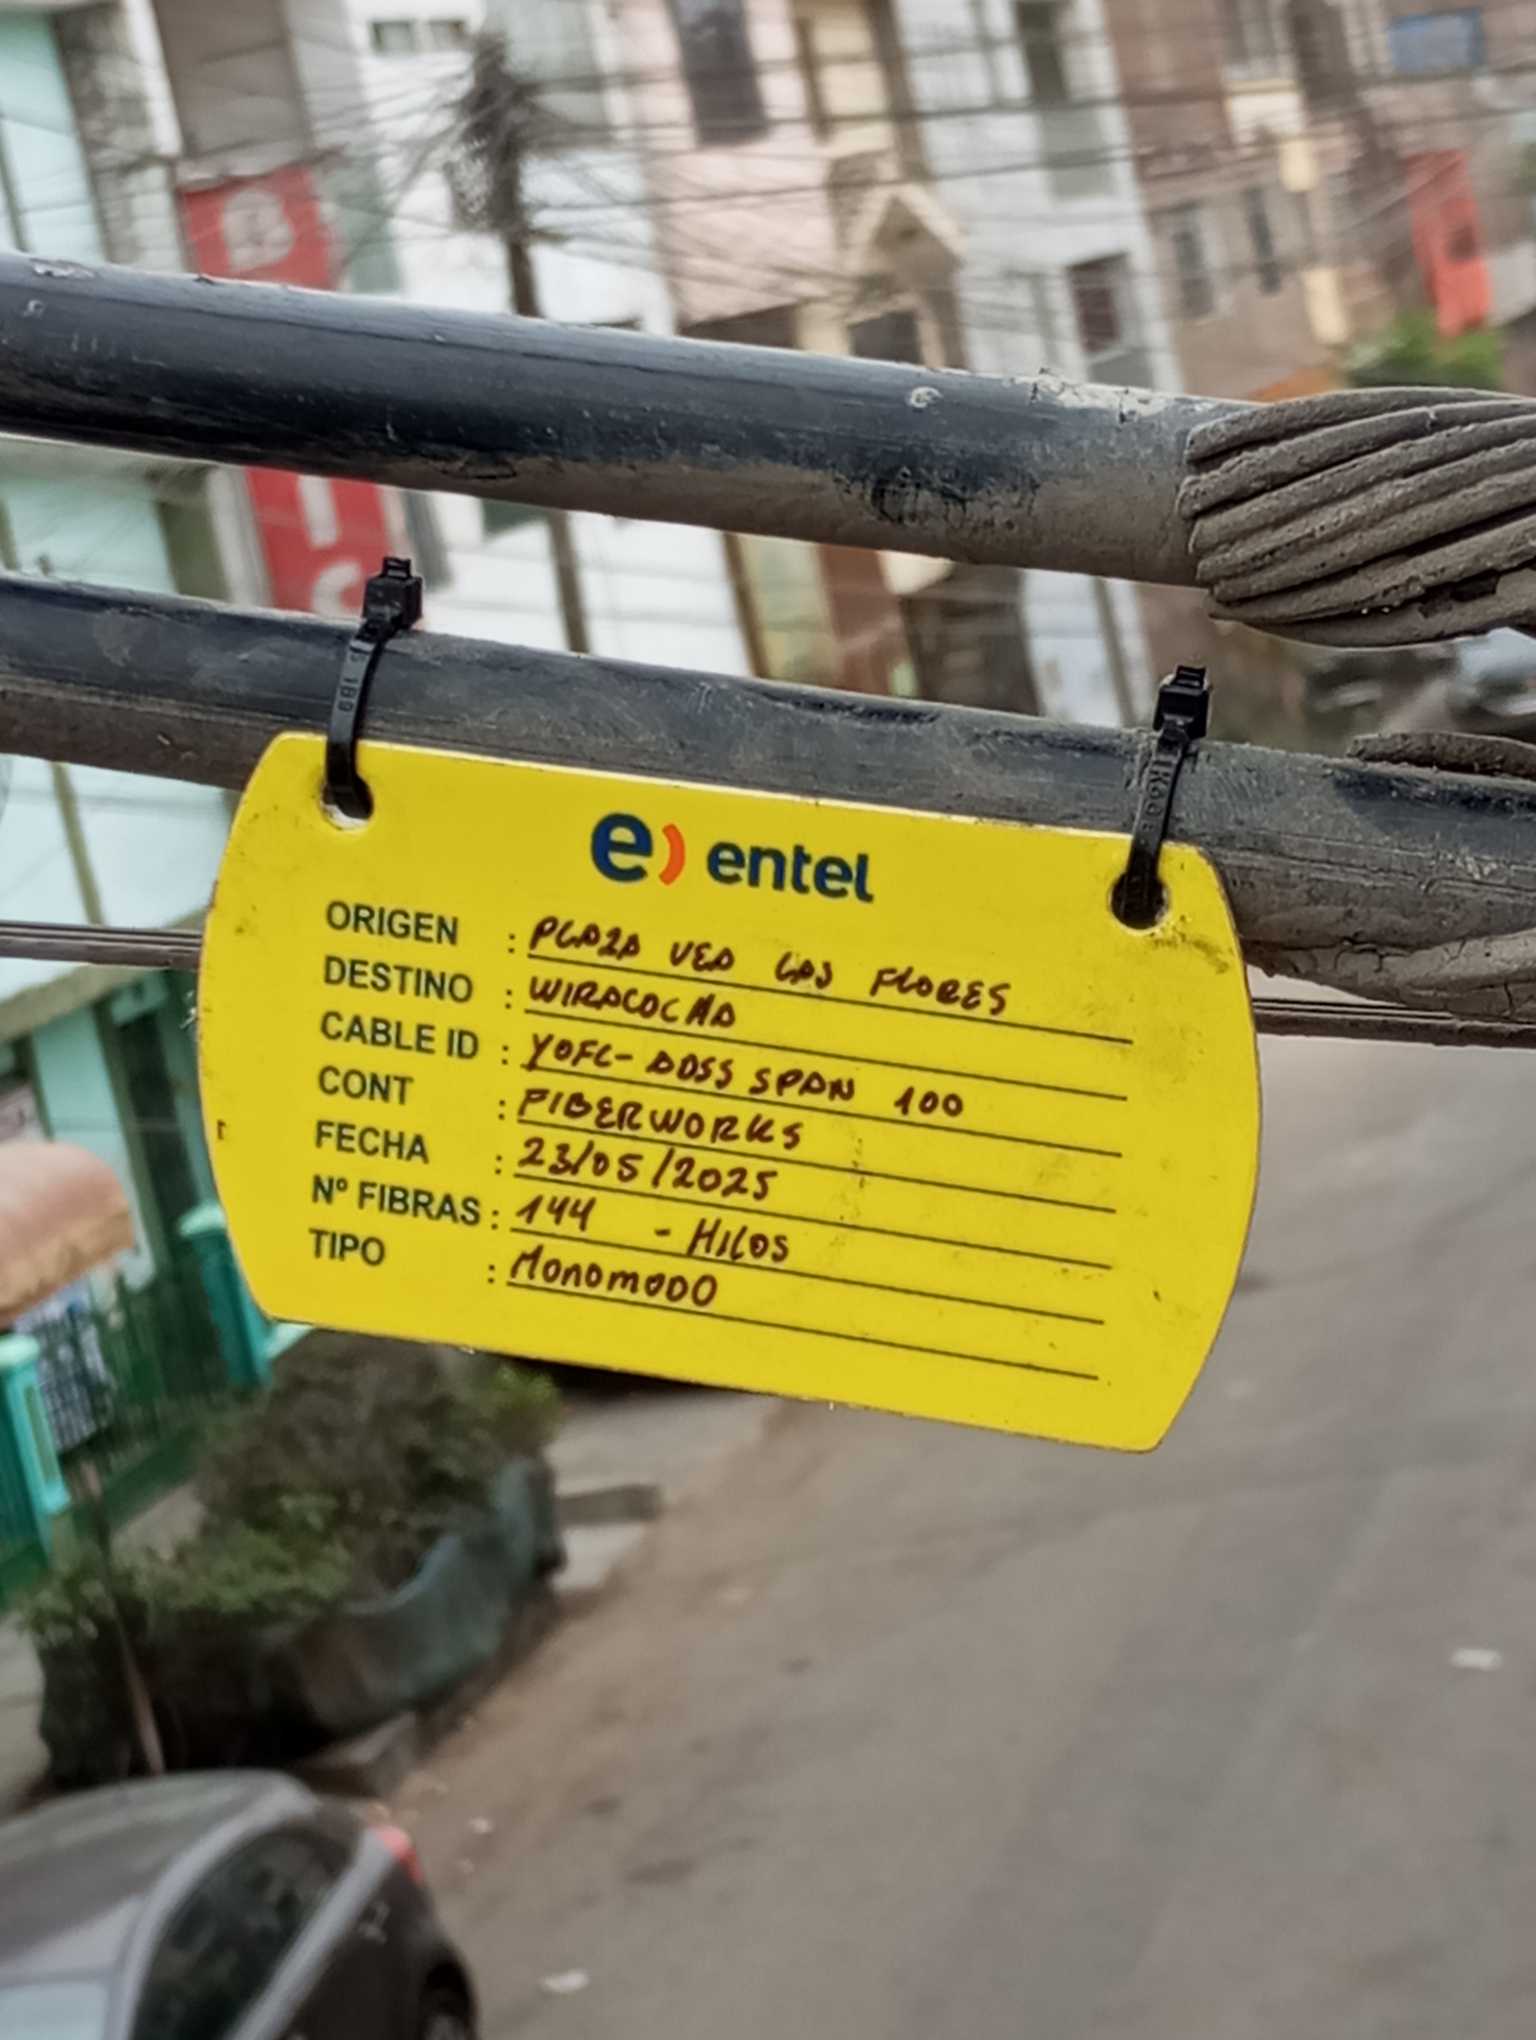 B
I
C
e) entel
ORIGEN : PLAZA VEA LAS FLORES
DESTINO : WIRACOCHA
CABLE ID : YOFC- ADSS SPAN 100
CONT : FIBERWORKS
FECHA : 23/05/2025
Nº FIBRAS : 144 - HILOS
TIPO : MONOMODO